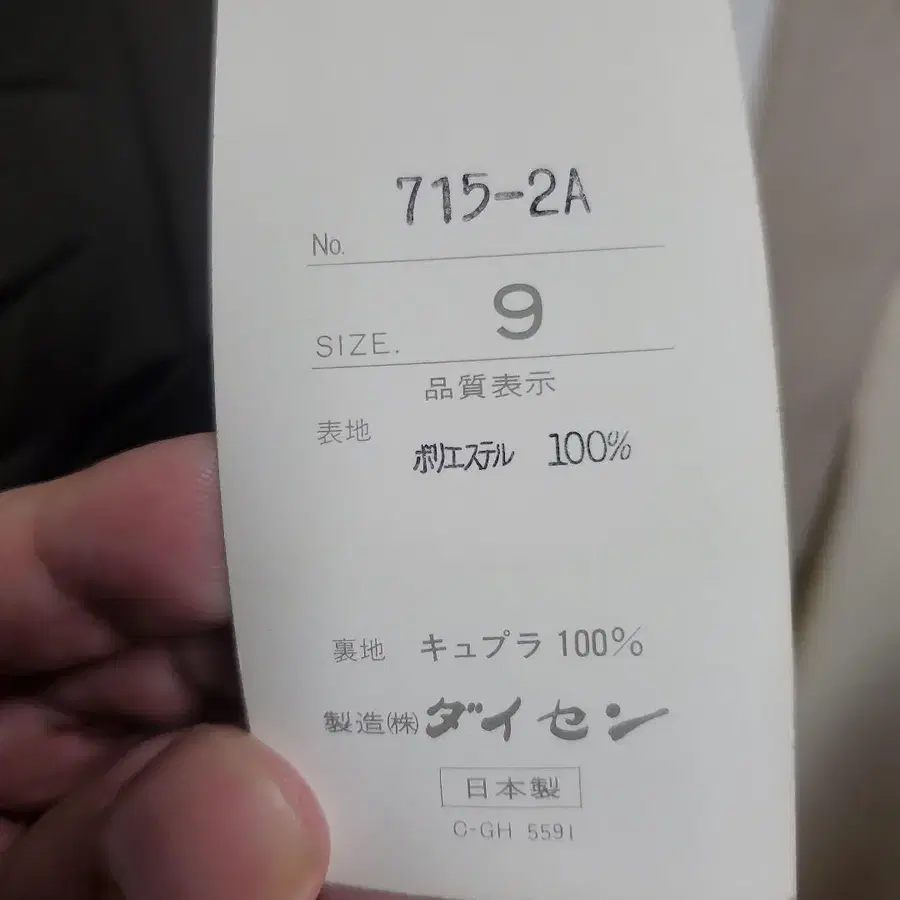 No. 715-2A
SIZE. 9
品質表示
表地
ポリエステル 100%
裏地 キュプラ 100%
製造(株)ダイセン
日本製
C-GH 5591